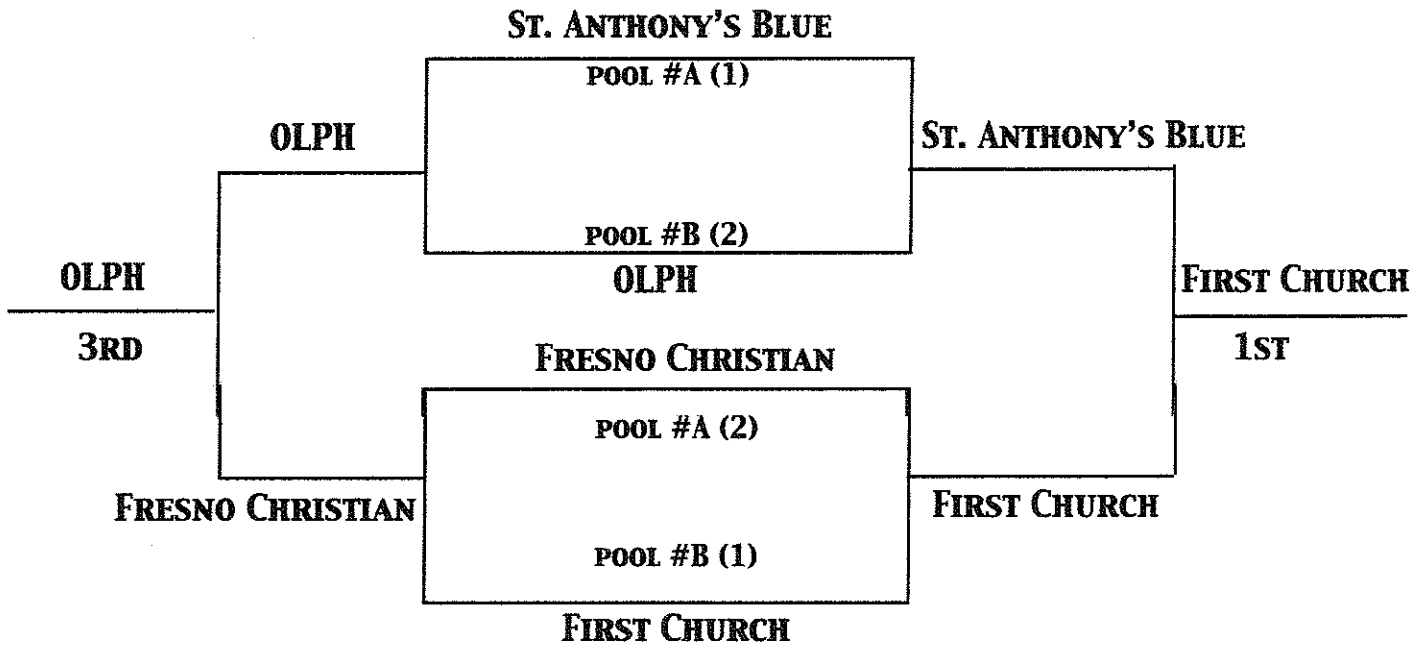 St. Anthony's Blue
pool #A (1)
OLPH
St. Anthony's Blue
pool #B (2)
OLPH
OLPH
First Church
3rd
1st
Fresno Christian
pool #A (2)
Fresno Christian
First Church
pool #B (1)
First Church